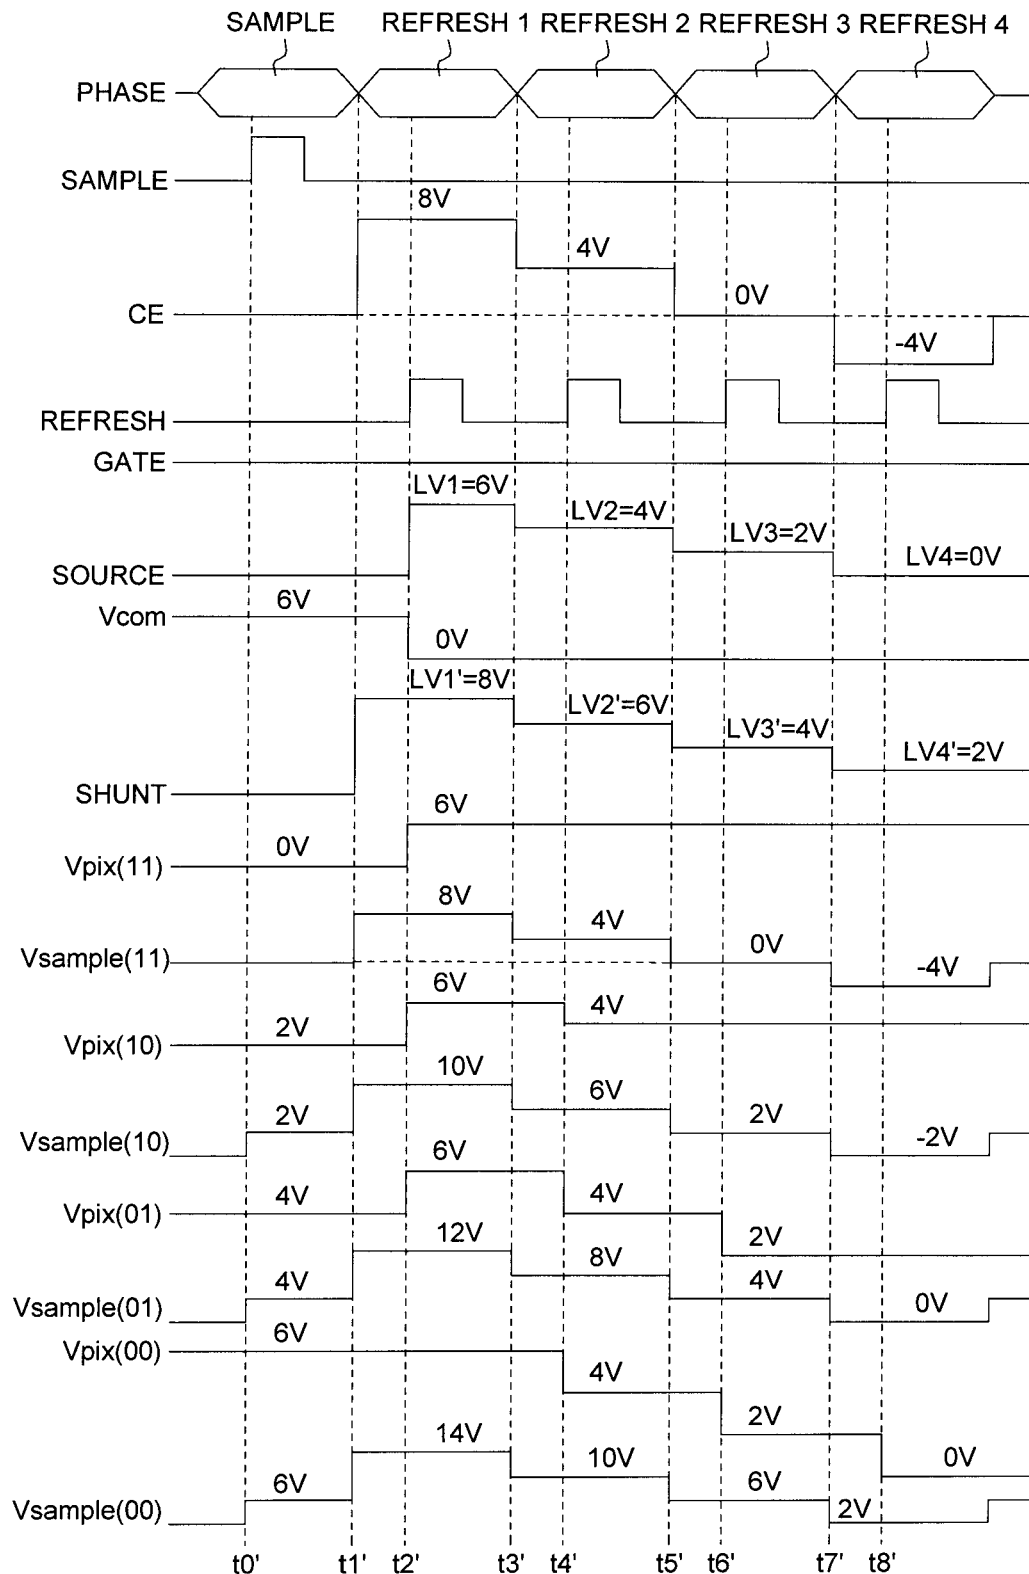 SAMPLE REFRESH 1 REFRESH 2 REFRESH 3 REFRESH 4
PHASE
SAMPLE
8V
4V
CE 0V
-4V
REFRESH
GATE
LV1=6V
LV2=4V
LV3=2V
LV4=0V
SOURCE
6V
Vcom
0V
LV1'=8V
LV2'=6V
LV3'=4V
LV4'=2V
SHUNT
6V
0V
Vpix(11)
8V
4V
0V
-4V
Vsample(11)
6V
4V
2V
Vpix(10)
10V
6V
2V 2V
-2V
Vsample(10)
6V
4V 4V
Vpix(01)
2V
12V
8V
4V 4V
0V
Vsample(01)
6V
Vpix(00)
4V
2V
14V
10V 0V
6V 6V
2V
Vsample(00)
t0' t1' t2' t3' t4' t5' t6' t7' t8'